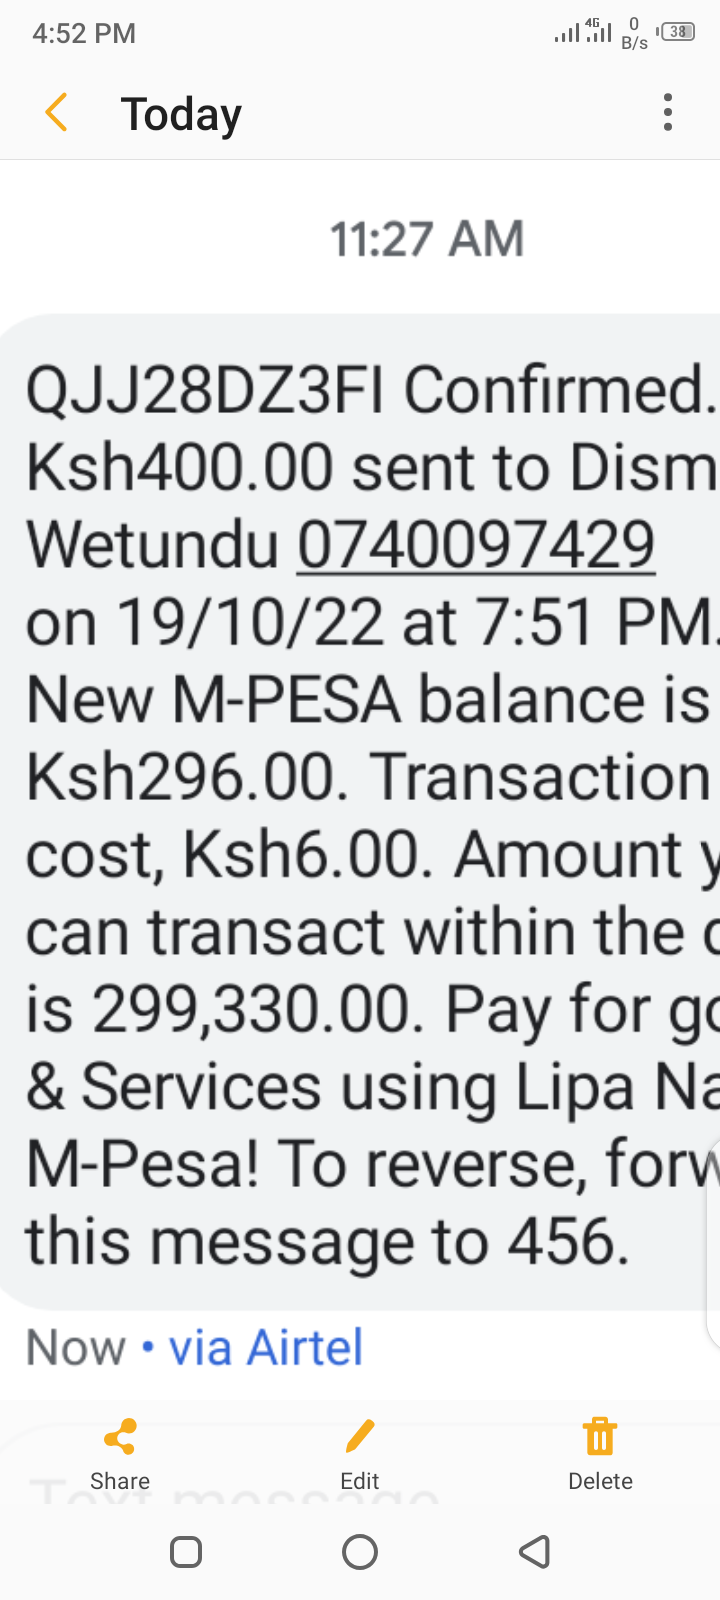 4:52 PM
4G
0 B/s
38
Today
11:27 AM
QJJ28DZ3FI Confirmed.
Ksh400.00 sent to Dism
Wetundu 0740097429
on 19/10/22 at 7:51 PM.
New M-PESA balance is
Ksh296.00. Transaction
cost, Ksh6.00. Amount y
can transact within the d
is 299,330.00. Pay for go
& Services using Lipa Na
M-Pesa! To reverse, forw
this message to 456.
Now • via Airtel
Share Edit Delete
Text message